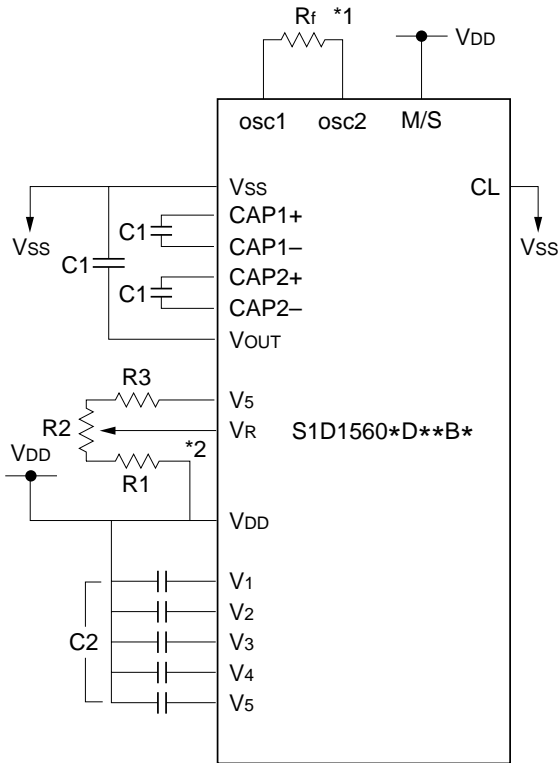 Rf *1
VDD
osc1 osc2 M/S
VSS CL
CAP1+
C1
CAP1–
VSS VSS
C1
CAP2+
C1
CAP2–
VOUT
R3
V5
R2 VR S1D1560*D**B*
*2
VDD
R1
VDD
V1
V2
C2 V3
V4
V5